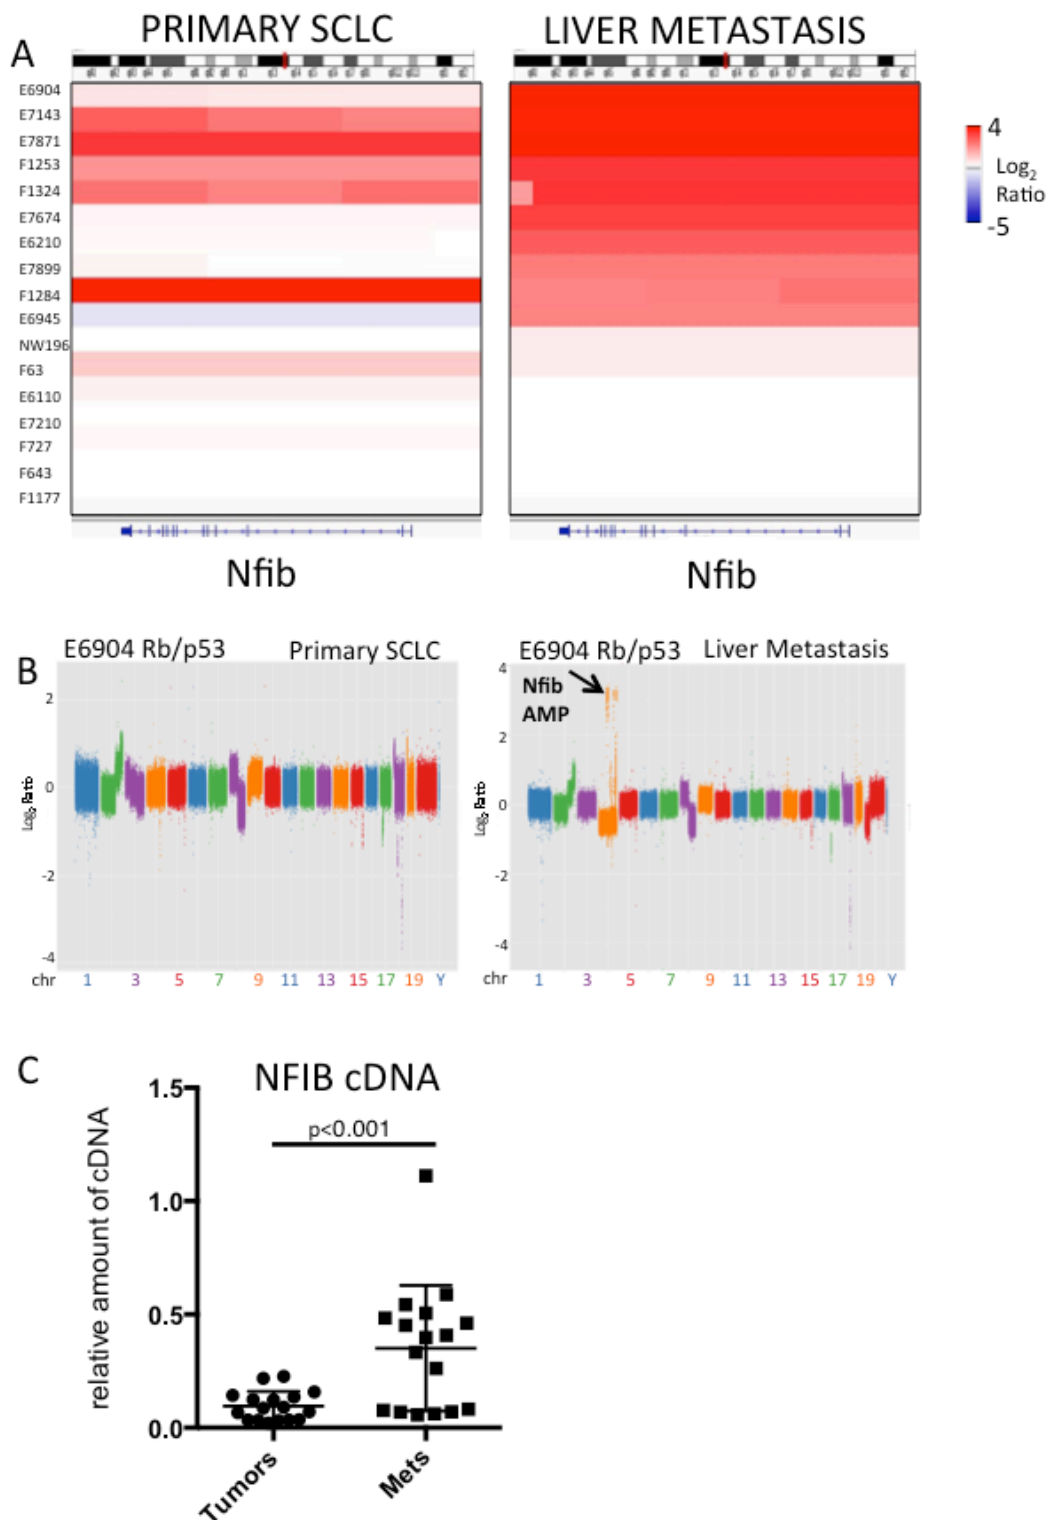 A
PRIMARY SCLC
LIVER METASTASIS
E6904
E7143
E7871
F1253
F1324
E7674
E6210
E7899
F1284
E6945
NW196
F63
E6110
E7210
F727
F643
F1177
4
Log2
Ratio
-5
Nfib
Nfib
B
E6904 Rb/p53
Primary SCLC
2
0
-2
-4
Log2 Ratio
chr 1 3 5 7 9 11 13 15 17 19 Y
E6904 Rb/p53
Liver Metastasis
Nfib
AMP
4
2
0
-2
-4
Log2 Ratio
chr 1 3 5 7 9 11 13 15 17 19 Y
C
NFIB cDNA
p<0.001
relative amount of cDNA
1.5
1.0
0.5
0.0
Tumors
Mets